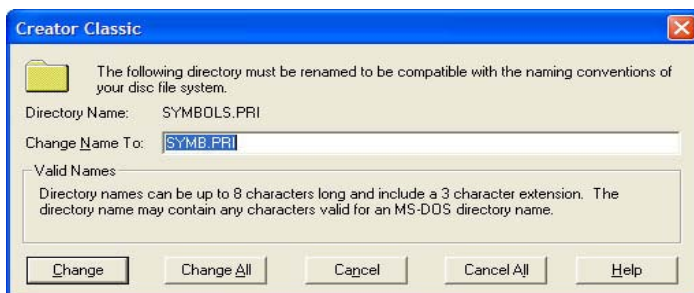 Creator Classic
The following directory must be renamed to be compatible with the naming conventions of
your disc file system.
Directory Name: SYMBOLS.PRI
Change Name To: SYMB.PRI
Valid Names
Directory names can be up to 8 characters long and include a 3 character extension. The
directory name may contain any characters valid for an MS-DOS directory name.
Change Change All Cancel Cancel All Help